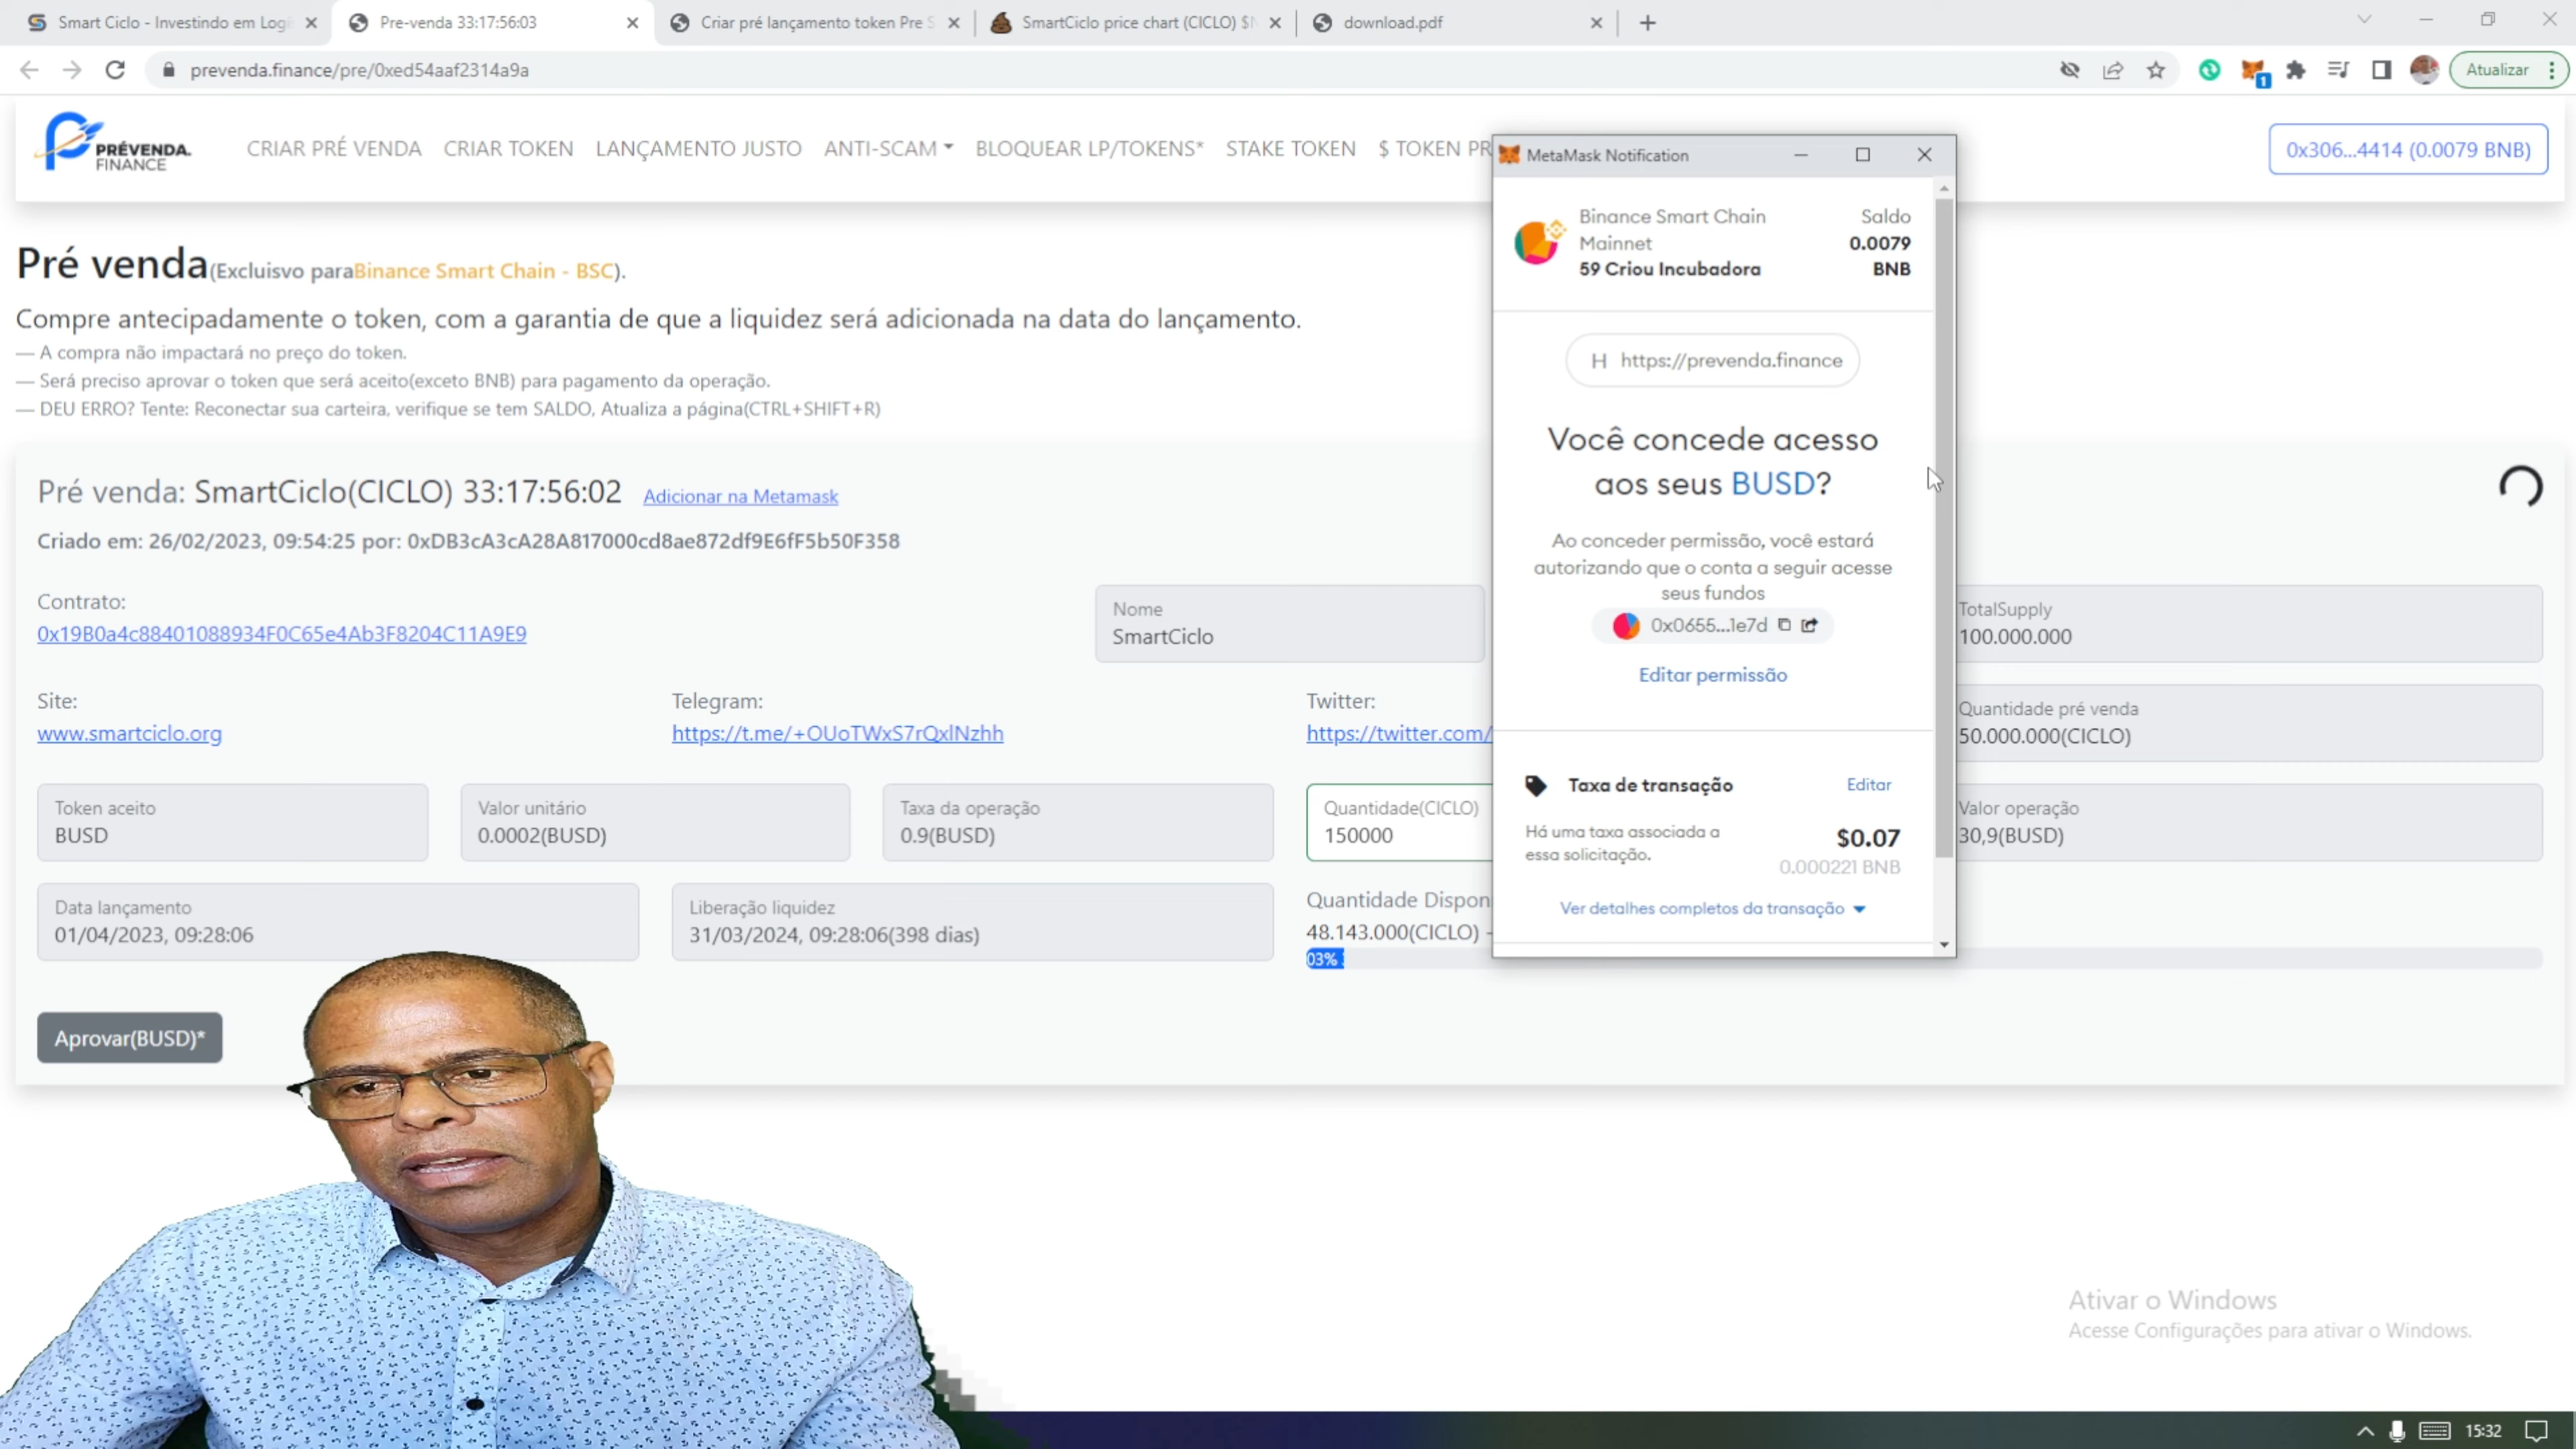 Smart Ciclo - Investindo em Logí
Pre-venda 33:17:56:03
Criar pré lançamento token Pre S
SmartCiclo price chart (CICLO) $
download.pdf
prevenda.finance/pre/0xed54aaf2314a9a
1
Atualizar
PRÉVENDA.
FINANCE
CRIAR PRÉ VENDA
CRIAR TOKEN
LANÇAMENTO JUSTO
ANTI-SCAM
BLOQUEAR LP/TOKENS*
STAKE TOKEN
$ TOKEN PR
0x306...4414 (0.0079 BNB)
Pré venda(Excluisvo paraBinance Smart Chain - BSC).
Compre antecipadamente o token, com a garantia de que a liquidez será adicionada na data do lançamento.
— A compra não impactará no preço do token.
— Será preciso aprovar o token que será aceito(exceto BNB) para pagamento da operação.
— DEU ERRO? Tente: Reconectar sua carteira, verifique se tem SALDO, Atualiza a página(CTRL+SHIFT+R)
Pré venda: SmartCiclo(CICLO) 33:17:56:02 Adicionar na Metamask
Criado em: 26/02/2023, 09:54:25 por: 0xDB3cA3cA28A817000cd8ae872df9E6fF5b50F358
Contrato:
0x19B0a4c88401088934F0C65e4Ab3F8204C11A9E9
Nome
SmartCiclo
TotalSupply
100.000.000
Site:
www.smartciclo.org
Telegram:
https://t.me/+OUoTWxS7rQxlNzhh
Twitter:
https://twitter.com/
Quantidade pré venda
50.000.000(CICLO)
Token aceito
BUSD
Valor unitário
0.0002(BUSD)
Taxa da operação
0.9(BUSD)
Quantidade(CICLO)
150000
Valor operação
30,9(BUSD)
Data lançamento
01/04/2023, 09:28:06
Liberação liquidez
31/03/2024, 09:28:06(398 dias)
Quantidade Dispon
48.143.000(CICLO) -
03%
Aprovar(BUSD)*
MetaMask Notification
Binance Smart Chain
Mainnet
59 Criou Incubadora
Saldo
0.0079
BNB
H https://prevenda.finance
Você concede acesso
aos seus BUSD?
Ao conceder permissão, você estará
autorizando que o conta a seguir acesse
seus fundos
0x0655...1e7d
Editar permissão
Taxa de transação
Editar
Há uma taxa associada a
essa solicitação.
$0.07
0.000221 BNB
Ver detalhes completos da transação
Ativar o Windows
Acesse Configurações para ativar o Windows.
15:32